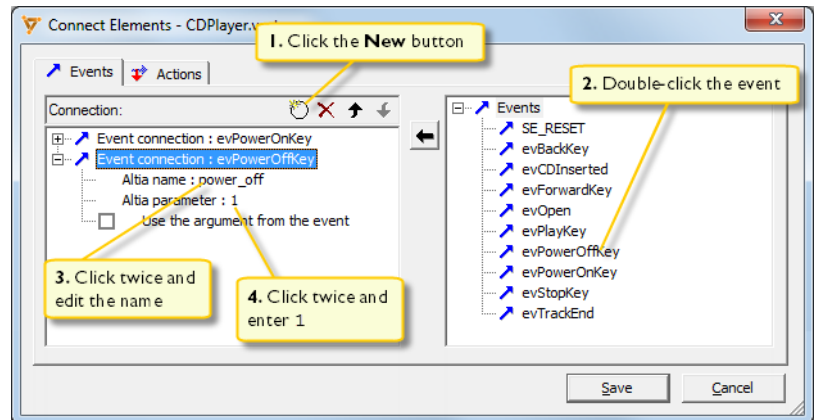 Connect Elements - CDPlayer.v
1. Click the New button
Events
Actions
2. Double-click the event
Connection:
Event connection : evPowerOnKey
Event connection : evPowerOffKey
Altia name : power_off
Altia parameter : 1
Use the argument from the event
3. Click twice and
edit the name
4. Click twice and
enter 1
Events
SE_RESET
evBackKey
evCDInserted
evForwardKey
evOpen
evPlayKey
evPowerOffKey
evPowerOnKey
evStopKey
evTrackEnd
Save
Cancel